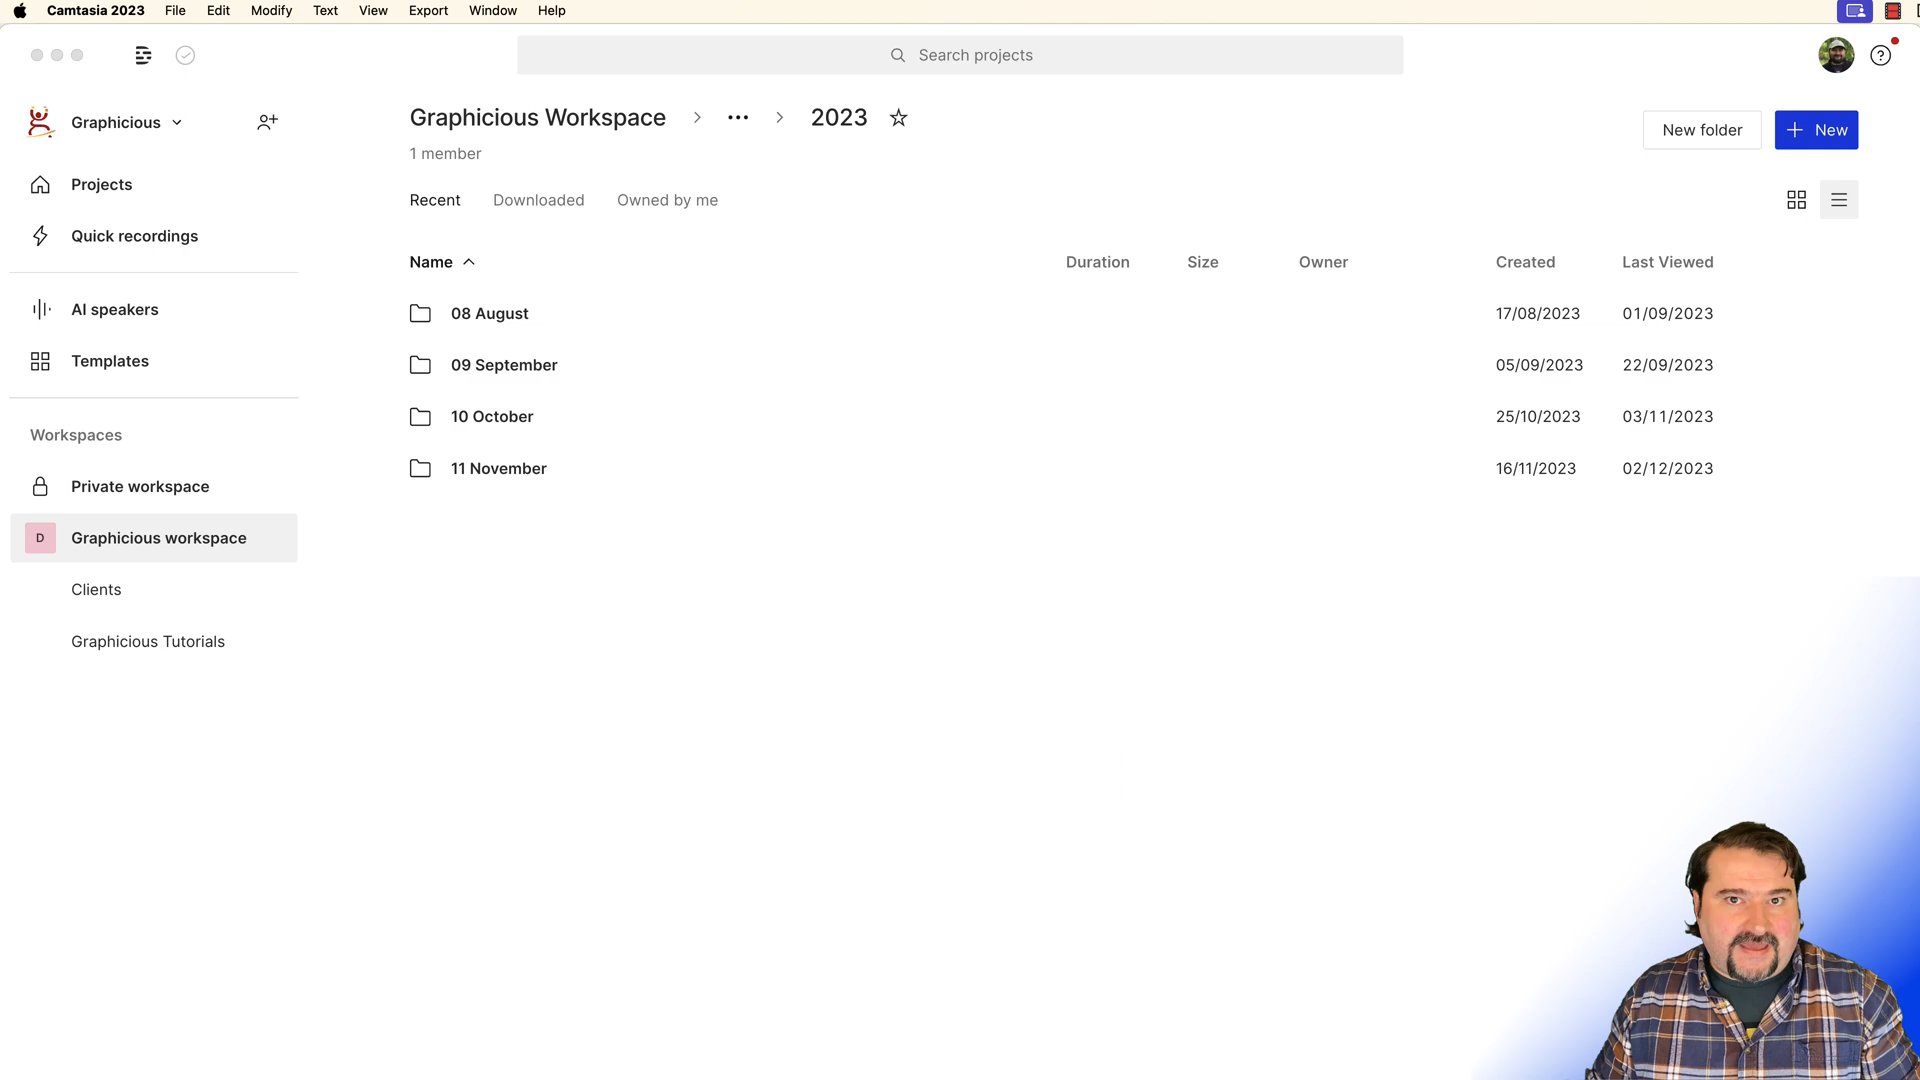 Camtasia 2023 File Edit Modify Text View Export Window Help
Search projects
Graphicious
Projects
Quick recordings
AI speakers
Templates
Workspaces
Private workspace
D Graphicious workspace
Clients
Graphicious Tutorials
Graphicious Workspace > ... > 2023
1 member
New folder
+ New
Recent Downloaded Owned by me
Name Duration Size Owner Created Last Viewed
08 August 17/08/2023 01/09/2023
09 September 05/09/2023 22/09/2023
10 October 25/10/2023 03/11/2023
11 November 16/11/2023 02/12/2023